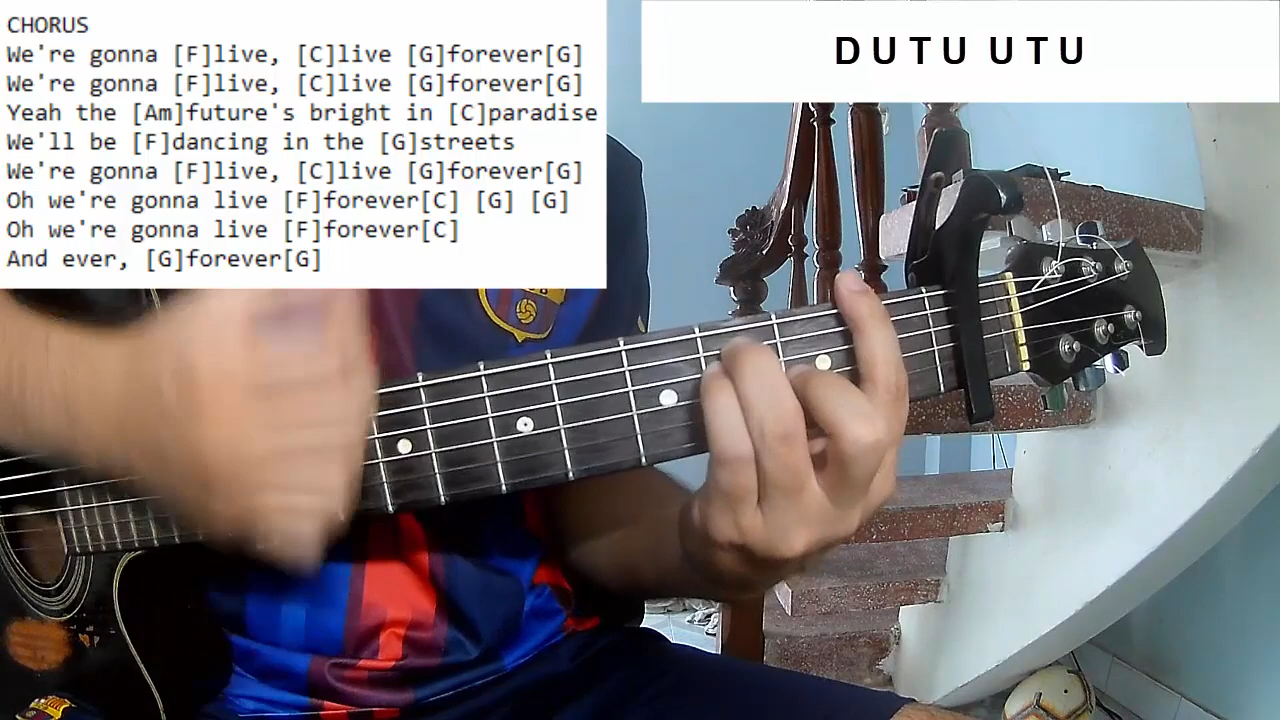 CHORUS
We're gonna [F]live, [C]live [G]forever[G]
We're gonna [F]live, [C]live [G]forever[G]
Yeah the [Am]future's bright in [C]paradise
We'll be [F]dancing in the [G]streets
We're gonna [F]live, [C]live [G]forever[G]
Oh we're gonna live [F]forever[C] [G] [G]
Oh we're gonna live [F]forever[C]
And ever, [G]forever[G]
D U T U U T U